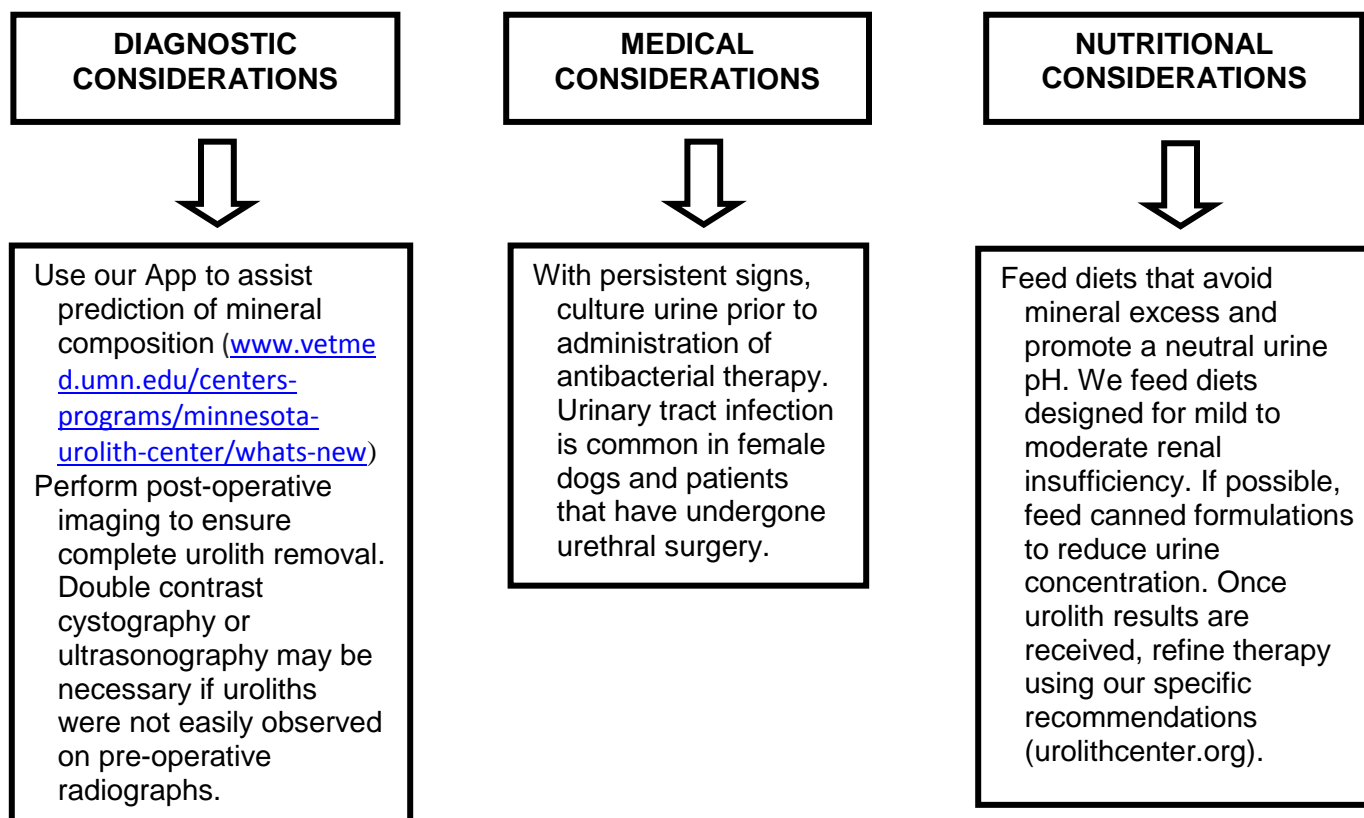 DIAGNOSTIC
CONSIDERATIONS
Use our App to assist
prediction of mineral
composition (www.vetme
d.umn.edu/centers-
programs/minnesota-
urolith-center/whats-new)
Perform post-operative
imaging to ensure
complete urolith removal.
Double contrast
cystography or
ultrasonography may be
necessary if uroliths
were not easily observed
on pre-operative
radiographs.
MEDICAL
CONSIDERATIONS
With persistent signs,
culture urine prior to
administration of
antibacterial therapy.
Urinary tract infection
is common in female
dogs and patients
that have undergone
urethral surgery.
NUTRITIONAL
CONSIDERATIONS
Feed diets that avoid
mineral excess and
promote a neutral urine
pH. We feed diets
designed for mild to
moderate renal
insufficiency. If possible,
feed canned formulations
to reduce urine
concentration. Once
urolith results are
received, refine therapy
using our specific
recommendations
(urolithcenter.org).